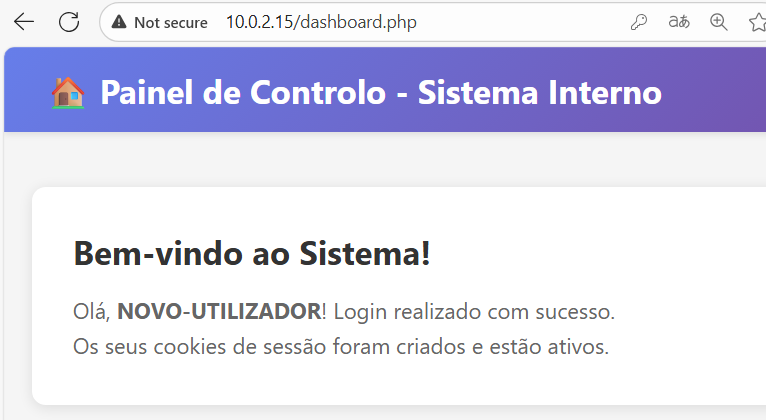 Not secure 10.0.2.15/dashboard.php
Painel de Controlo - Sistema Interno
Bem-vindo ao Sistema!
Olá, NOVO-UTILIZADOR! Login realizado com sucesso.
Os seus cookies de sessão foram criados e estão ativos.